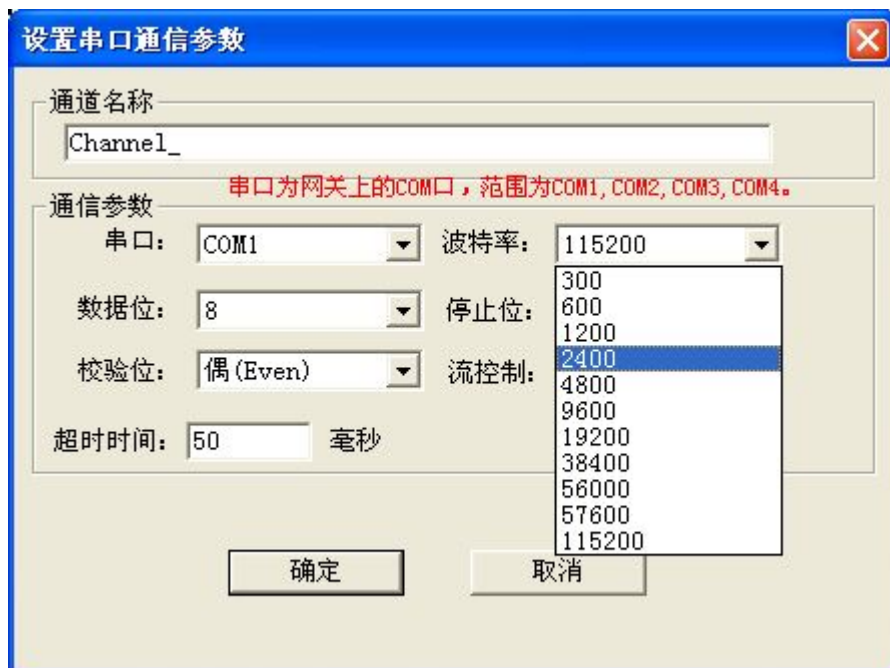 设置串口通信参数
通道名称
Channel_
串口为网关上的COM口，范围为COM1, COM2, COM3, COM4。
通信参数
串口： COM1 波特率： 115200
数据位： 8 停止位：
校验位： 偶(Even) 流控制：
超时时间： 50 毫秒
300
600
1200
2400
4800
9600
19200
38400
56000
57600
115200
确定 取消